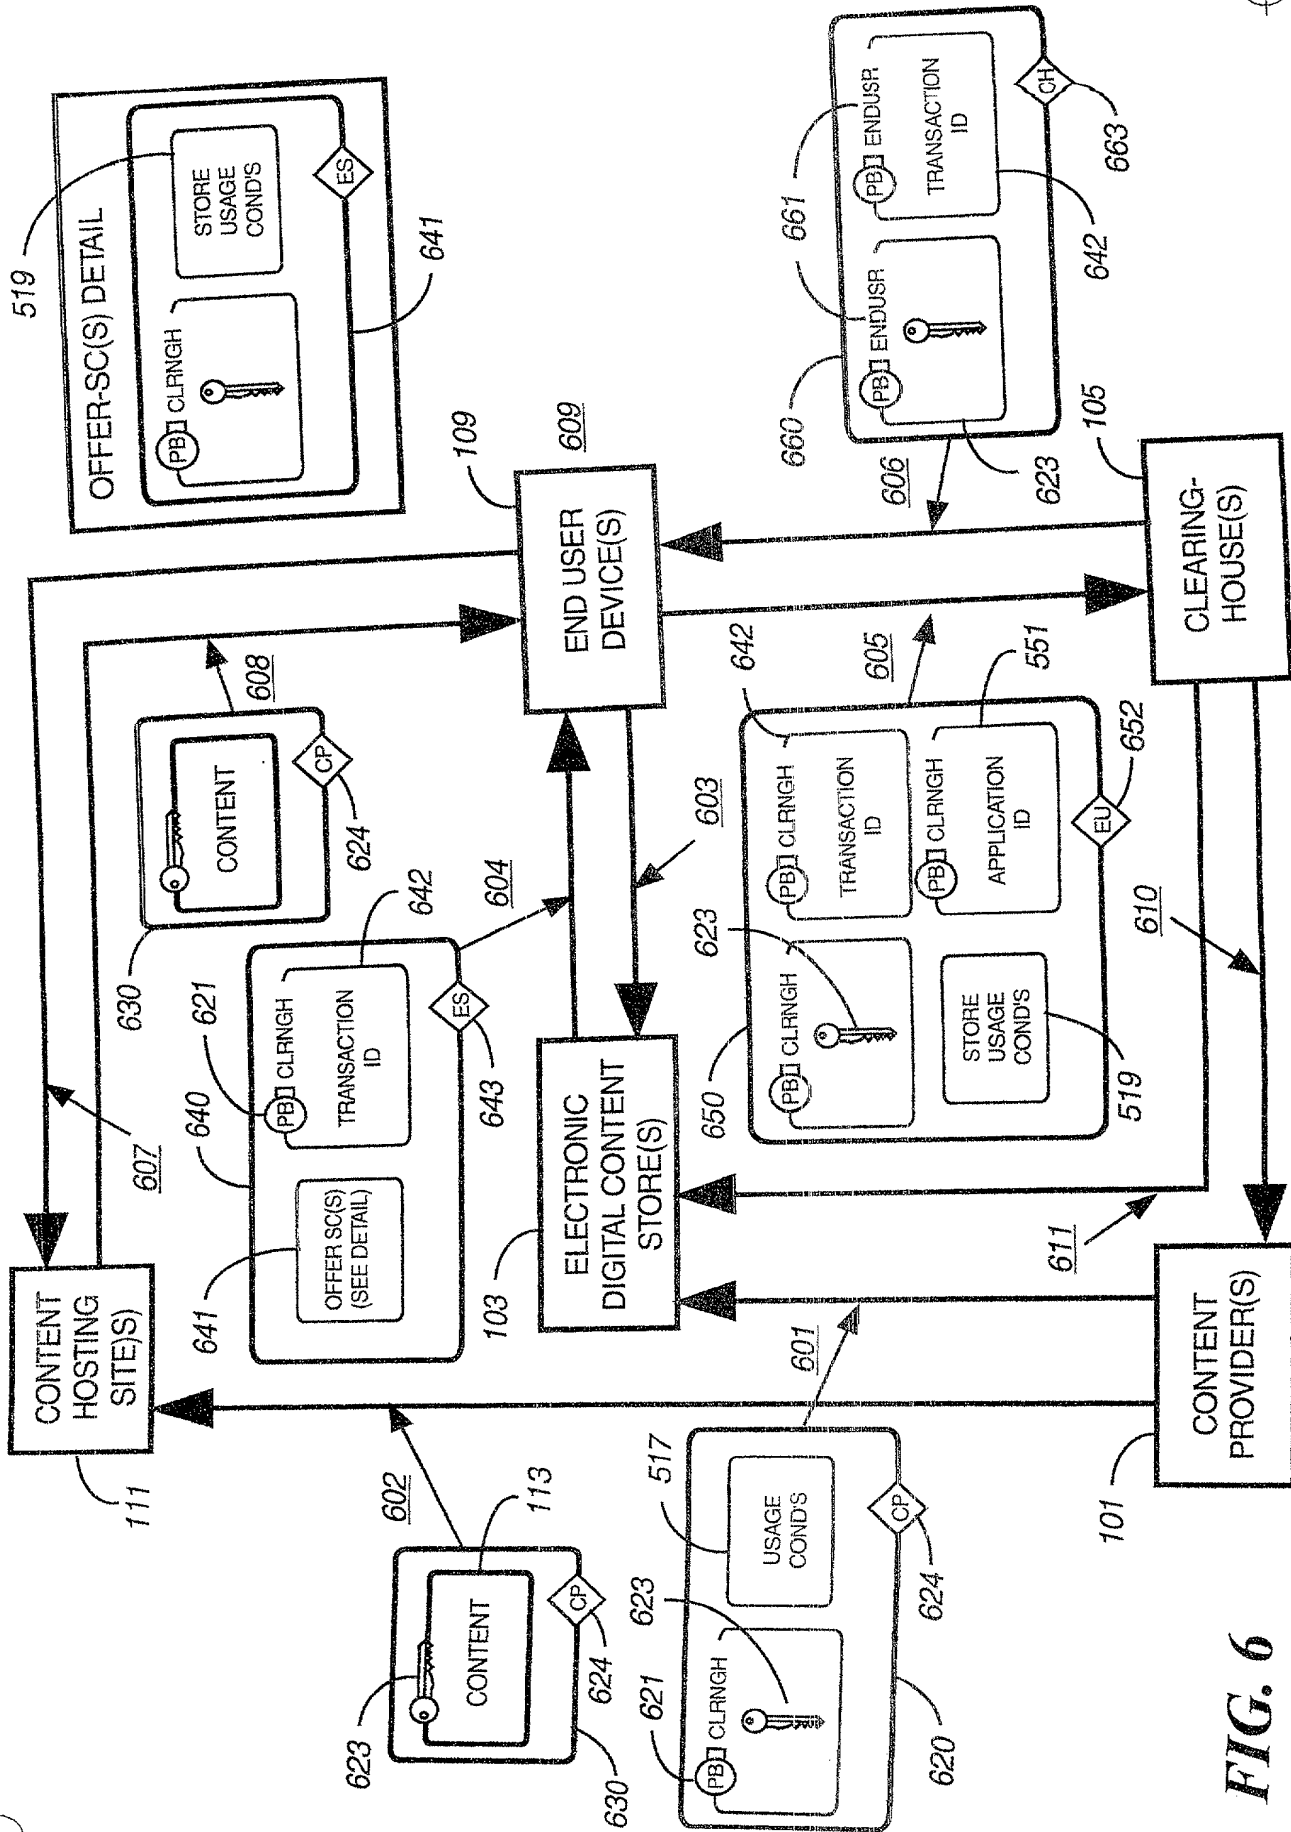 111
CONTENT
HOSTING
SITE)S)
607
602
113
623
CONTENT
CP
624
630
630
CONTENT
CP
624
608
519
OFFER-SC(S) DETAIL
PB CLRNGH
STORE
USAGE
COND'S
ES
641
641
640
621
OFFER SC(S)
(SEE DETAIL)
PB CLRNGH
TRANSACTION
ID
642
ES
643
604
103
ELECTRONIC
DIGITAL CONTENT
STORE(S)
603
END USER
DEVICE(S)
109
609
621
623
517
PB CLRNGH
USAGE
COND'S
CP
624
620
601
611
650
623
642
PB CLRNGH
PB CLRNGH
TRANSACTION
ID
STORE
USAGE
COND'S
PB CLRNGH
APPLICATION
ID
519
551
EU
652
605
606
660
661
PB ENDUSR
PB ENDUSR
TRANSACTION
ID
623
642
CH
663
101
CONTENT
PROVIDER(S)
610
CLEARING-
HOUSE(S)
105
FIG. 6